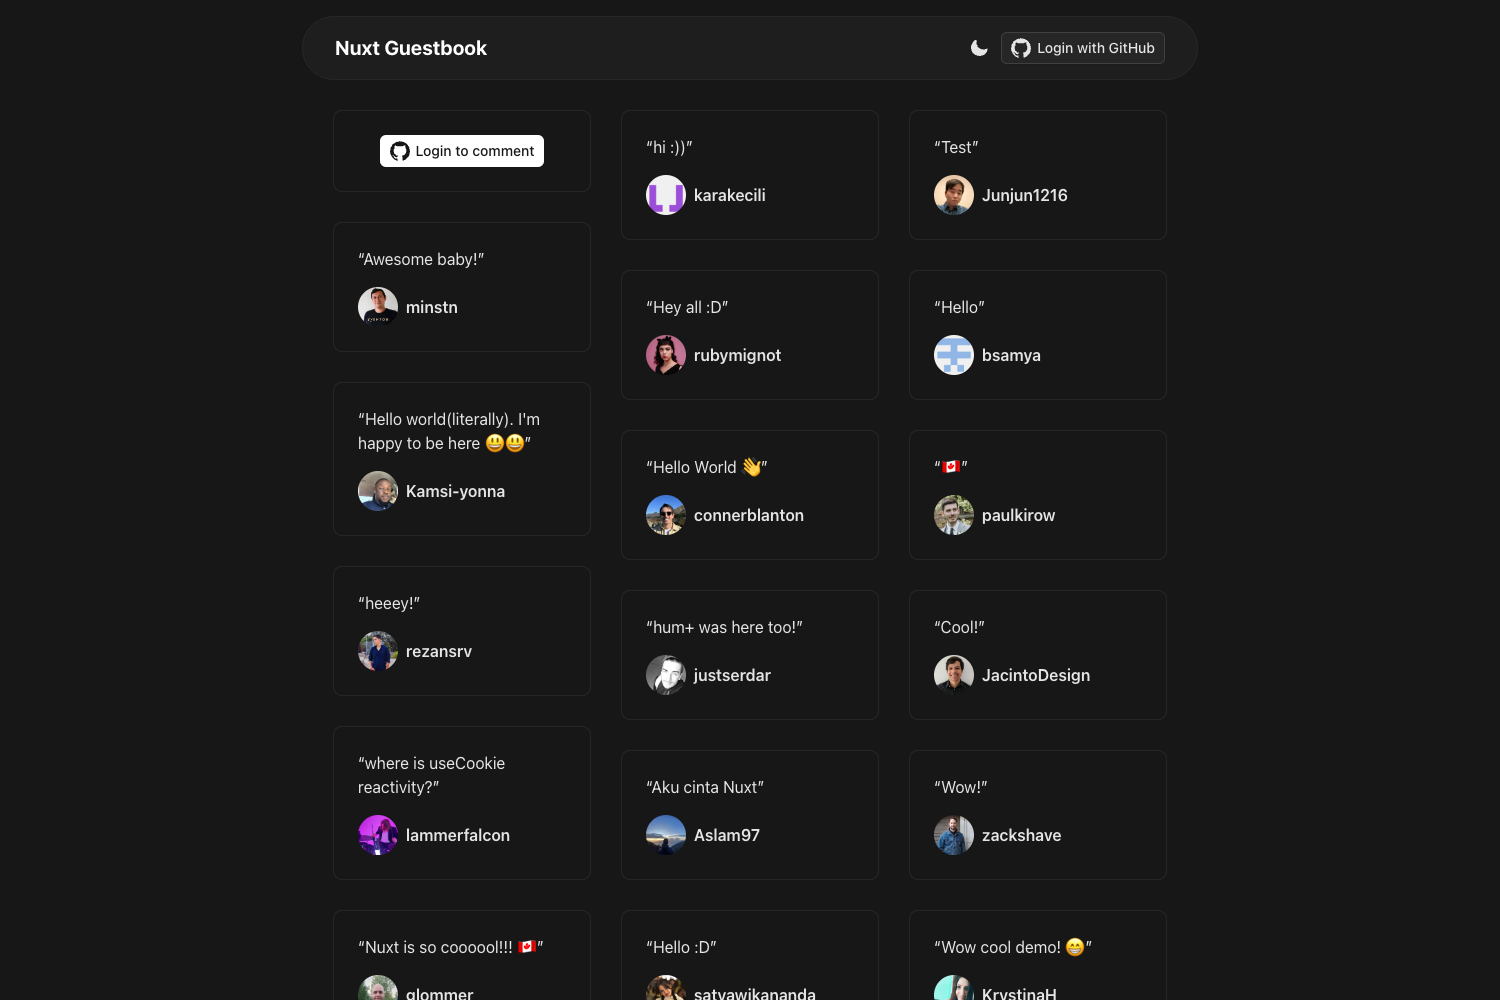 Nuxt Guestbook
Login with GitHub
Login to comment
“Awesome baby!”
minstn
“Hello world(literally). I'm
happy to be here 😃😃”
Kamsi-yonna
“heeey!”
rezansrv
“where is useCookie
reactivity?”
lammerfalcon
“Nuxt is so coooool!!! 🇨🇦”
glommer
“hi :))”
karakecili
“Hey all :D”
rubymignot
“Hello World 👋”
connerblanton
“hum+ was here too!”
justserdar
“Aku cinta Nuxt”
Aslam97
“Hello :D”
satyawikananda
“Test”
Junjun1216
“Hello”
bsamya
“🇨🇦”
paulkirow
“Cool!”
JacintoDesign
“Wow!”
zackshave
“Wow cool demo! 😁”
KrystinaH